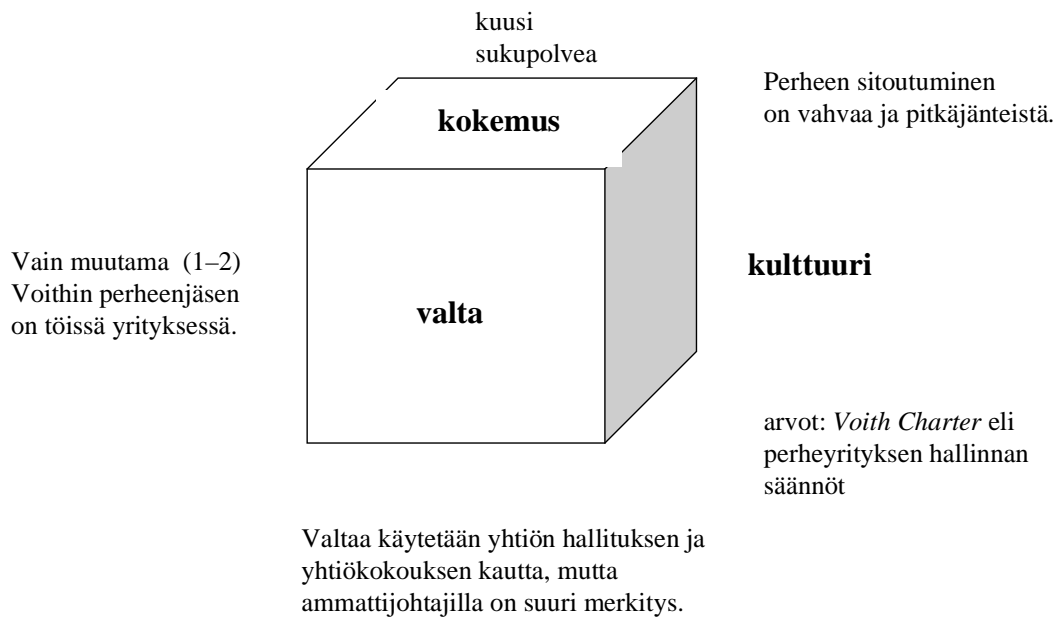 kuusi
sukupolvea
Perheen sitoutuminen
on vahvaa ja pitkäjänteistä.
kokemus
Vain muutama (1–2)
Voithin perheenjäsen
on töissä yrityksessä.
kulttuuri
valta
arvot: Voith Charter eli
perheyrityksen hallinnan
säännöt
Valtaa käytetään yhtiön hallituksen ja
yhtiökokouksen kautta, mutta
ammattijohtajilla on suuri merkitys.